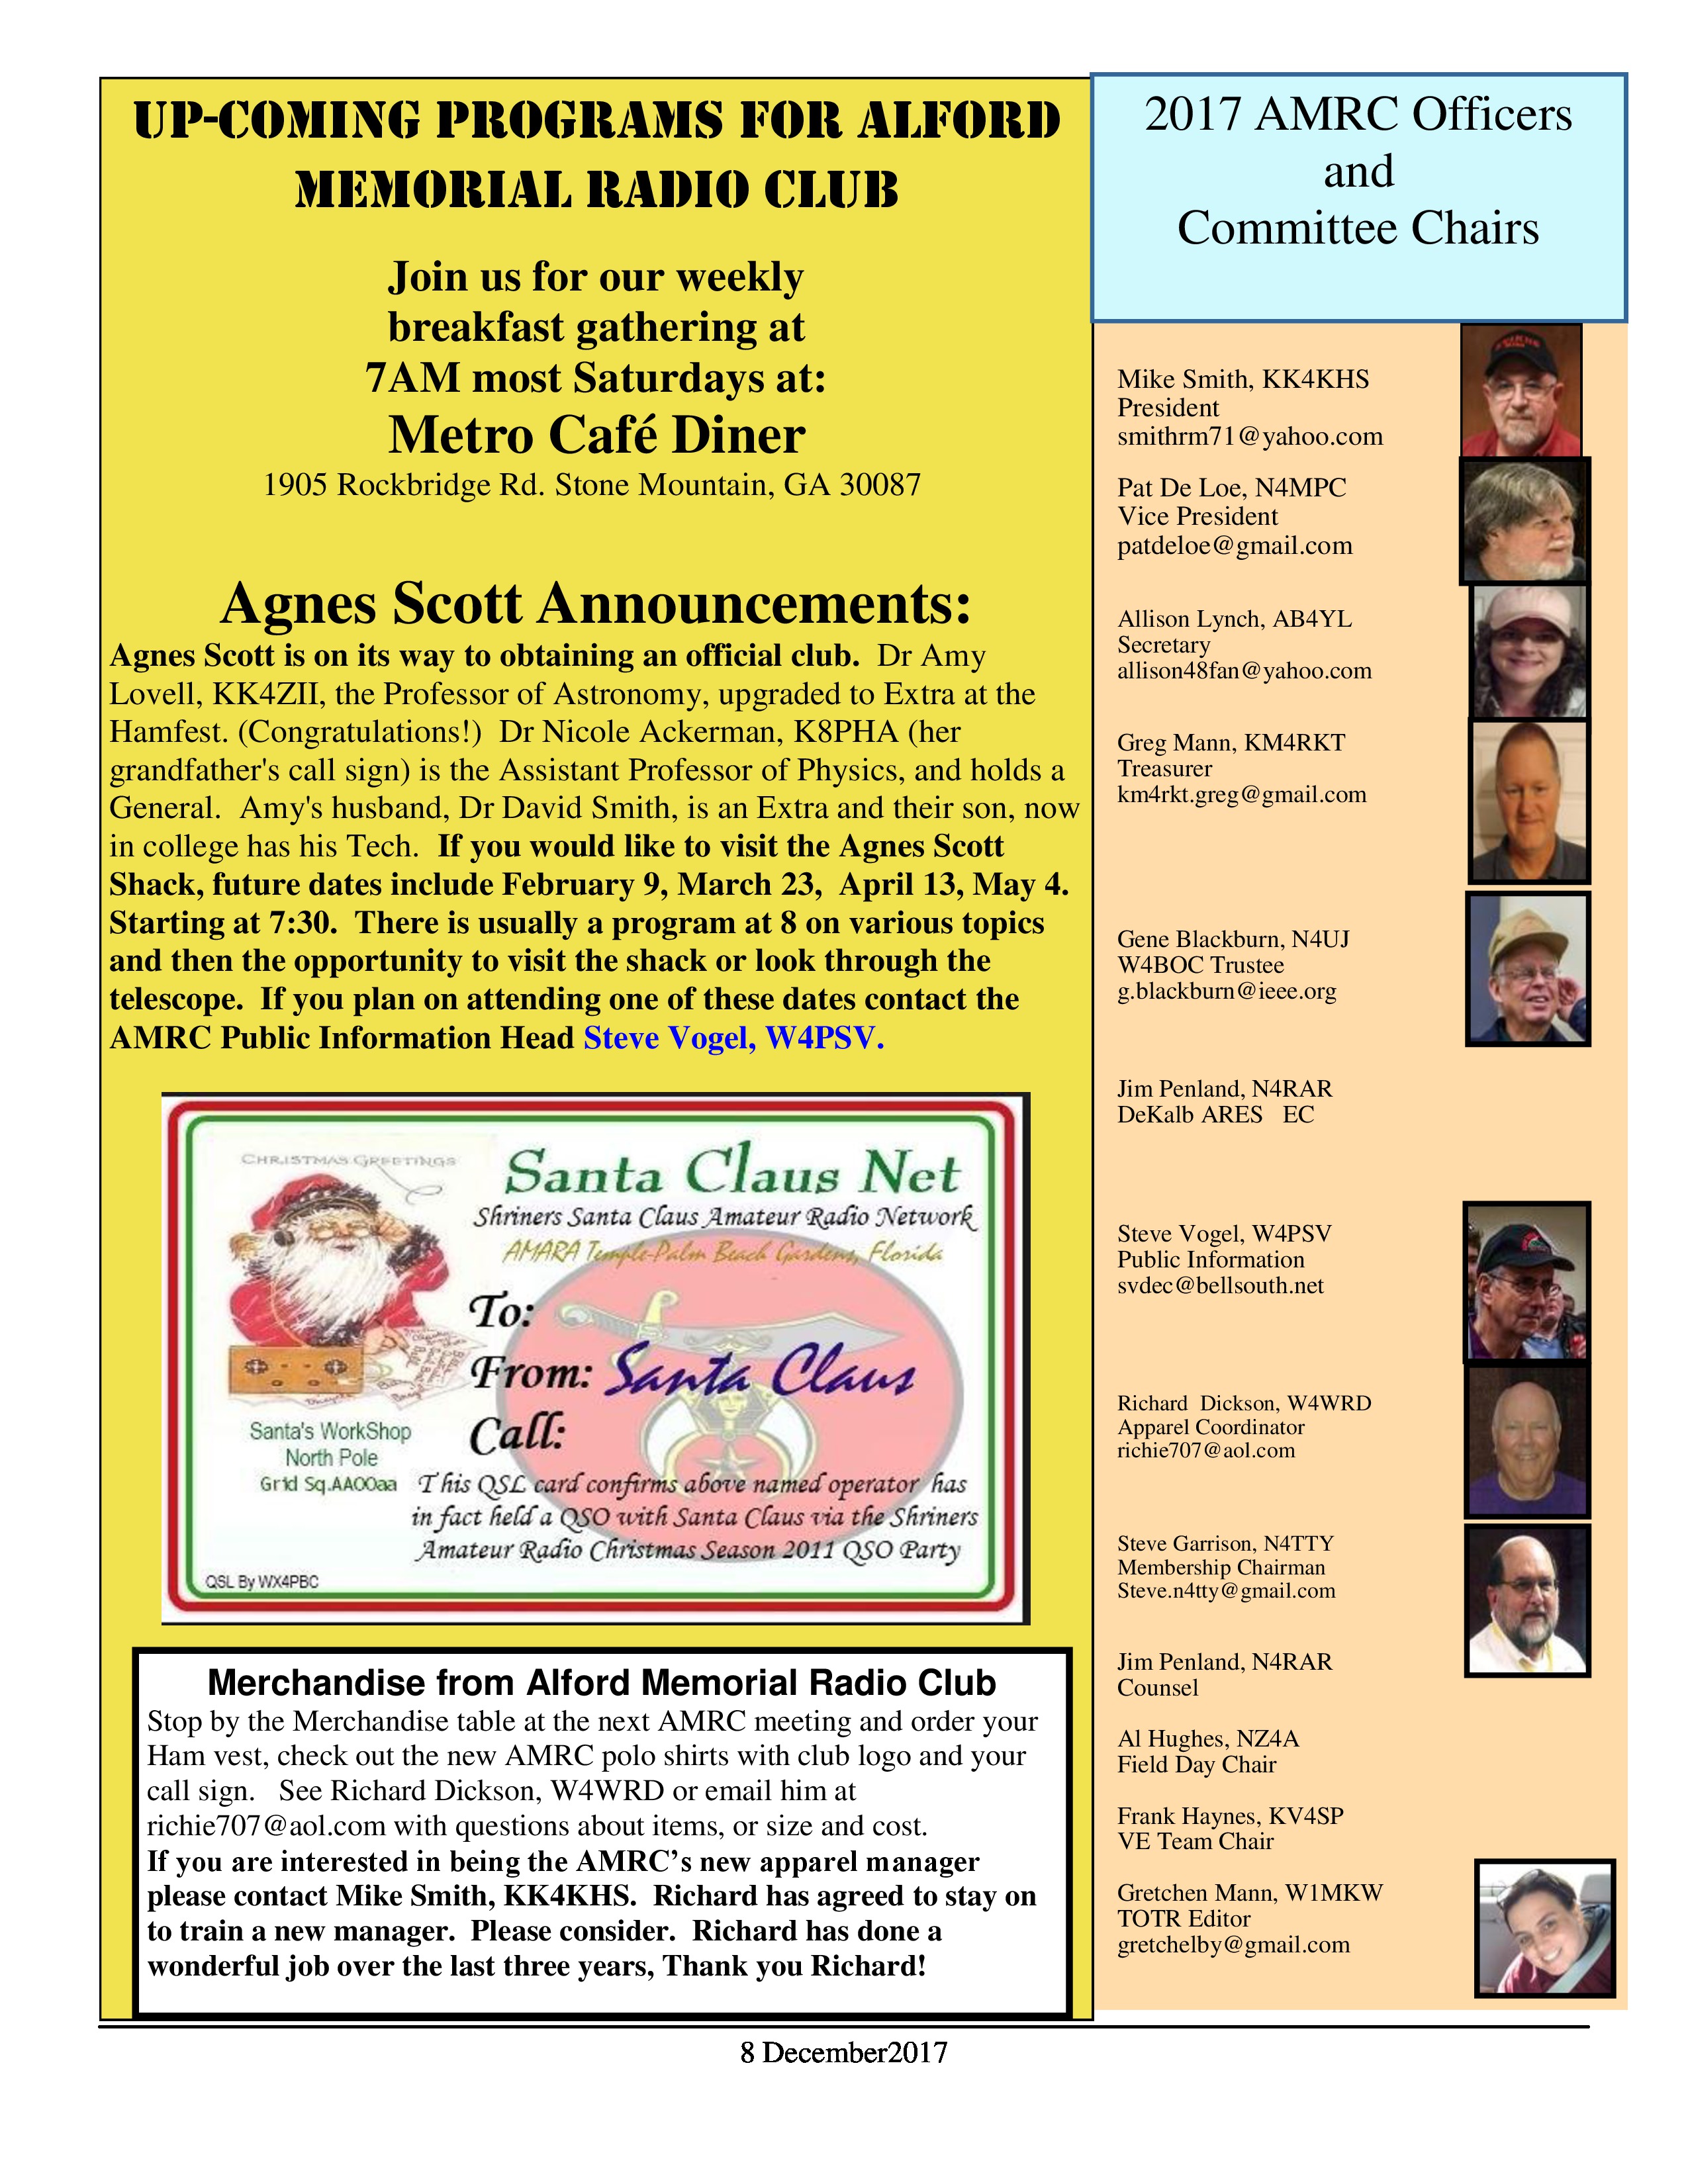 UP-COMING PROGRAMS FOR ALFORD
MEMORIAL RADIO CLUB
Join us for our weekly
breakfast gathering at
7AM most Saturdays at:
Metro Café Diner
1905 Rockbridge Rd. Stone Mountain, GA 30087
Agnes Scott Announcements:
Agnes Scott is on its way to obtaining an official club. Dr Amy
Lovell, KK4ZII, the Professor of Astronomy, upgraded to Extra at the
Hamfest. (Congratulations!) Dr Nicole Ackerman, K8PHA (her
grandfather's call sign) is the Assistant Professor of Physics, and holds a
General. Amy's husband, Dr David Smith, is an Extra and their son, now
in college has his Tech. If you would like to visit the Agnes Scott
Shack, future dates include February 9, March 23, April 13, May 4.
Starting at 7:30. There is usually a program at 8 on various topics
and then the opportunity to visit the shack or look through the
telescope. If you plan on attending one of these dates contact the
AMRC Public Information Head Steve Vogel, W4PSV.
CHRISTMAS GREETINGS
Santa Claus Net
Shriners Santa Claus Amateur Radio Network
AMARA Temple-Palm Beach Gardens, Florida
To:
From: Santa Claus
Call:
Santa's WorkShop
North Pole
Grid Sq.AA00aa
This QSL card confirms above named operator has
in fact held a QSO with Santa Claus via the Shriners
Amateur Radio Christmas Season 2011 QSO Party
QSL By WX4PBC
Merchandise from Alford Memorial Radio Club
Stop by the Merchandise table at the next AMRC meeting and order your
Ham vest, check out the new AMRC polo shirts with club logo and your
call sign. See Richard Dickson, W4WRD or email him at
richie707@aol.com with questions about items, or size and cost.
If you are interested in being the AMRC’s new apparel manager
please contact Mike Smith, KK4KHS. Richard has agreed to stay on
to train a new manager. Please consider. Richard has done a
wonderful job over the last three years, Thank you Richard!
2017 AMRC Officers
and
Committee Chairs
Mike Smith, KK4KHS
President
smithrm71@yahoo.com
Pat De Loe, N4MPC
Vice President
patdeloe@gmail.com
Allison Lynch, AB4YL
Secretary
allison48fan@yahoo.com
Greg Mann, KM4RKT
Treasurer
km4rkt.greg@gmail.com
Gene Blackburn, N4UJ
W4BOC Trustee
g.blackburn@ieee.org
Jim Penland, N4RAR
DeKalb ARES EC
Steve Vogel, W4PSV
Public Information
svdec@bellsouth.net
Richard Dickson, W4WRD
Apparel Coordinator
richie707@aol.com
Steve Garrison, N4TTY
Membership Chairman
Steve.n4tty@gmail.com
Jim Penland, N4RAR
Counsel
Al Hughes, NZ4A
Field Day Chair
Frank Haynes, KV4SP
VE Team Chair
Gretchen Mann, W1MKW
TOTR Editor
gretchelby@gmail.com
8 December2017